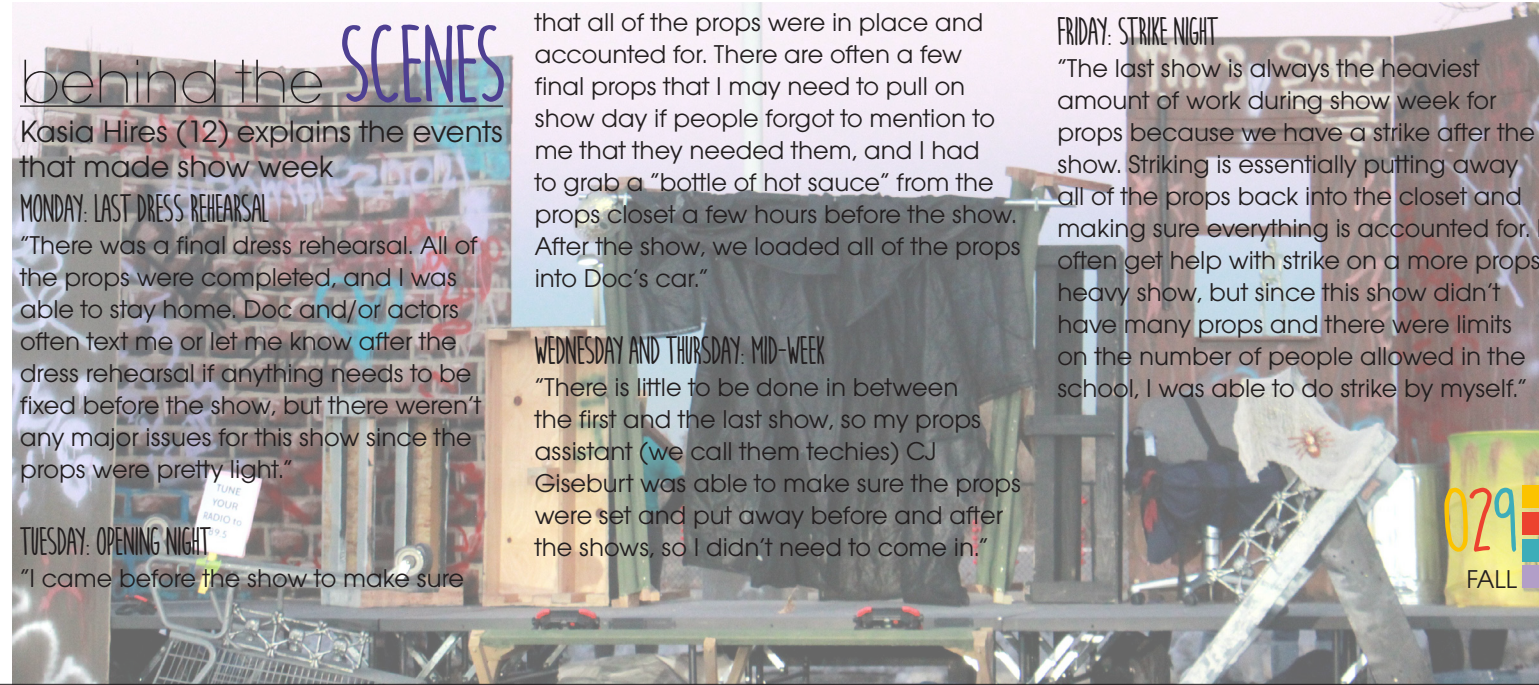 behind the SCENES
Kasia Hires (12) explains the events
that made show week
MONDAY: LAST DRESS REHEARSAL
"There was a final dress rehearsal. All of
the props were completed, and I was
able to stay home. Doc and/or actors
often text me or let me know after the
dress rehearsal if anything needs to be
fixed before the show, but there weren't
any major issues for this show since the
props were pretty light."
TUNE
YOUR
RADIO to
89.5
TUESDAY: OPENING NIGHT
"I came before the show to make sure
that all of the props were in place and
accounted for. There are often a few
final props that I may need to pull on
show day if people forgot to mention to
me that they needed them, and I had
to grab a "bottle of hot sauce" from the
props closet a few hours before the show.
After the show, we loaded all of the props
into Doc's car."
WEDNESDAY AND THURSDAY: MID-WEEK
"There is little to be done in between
the first and the last show, so my props
assistant (we call them techies) CJ
Giseburt was able to make sure the props
were set and put away before and after
the shows, so I didn't need to come in."
FRIDAY: STRIKE NIGHT
"The last show is always the heaviest
amount of work during show week for
props because we have a strike after the
show. Striking is essentially putting away
all of the props back into the closet and
making sure everything is accounted for.
often get help with strike on a more props
heavy show, but since this show didn't
have many props and there were limits
on the number of people allowed in the
school, I was able to do strike by myself."
029
FALL